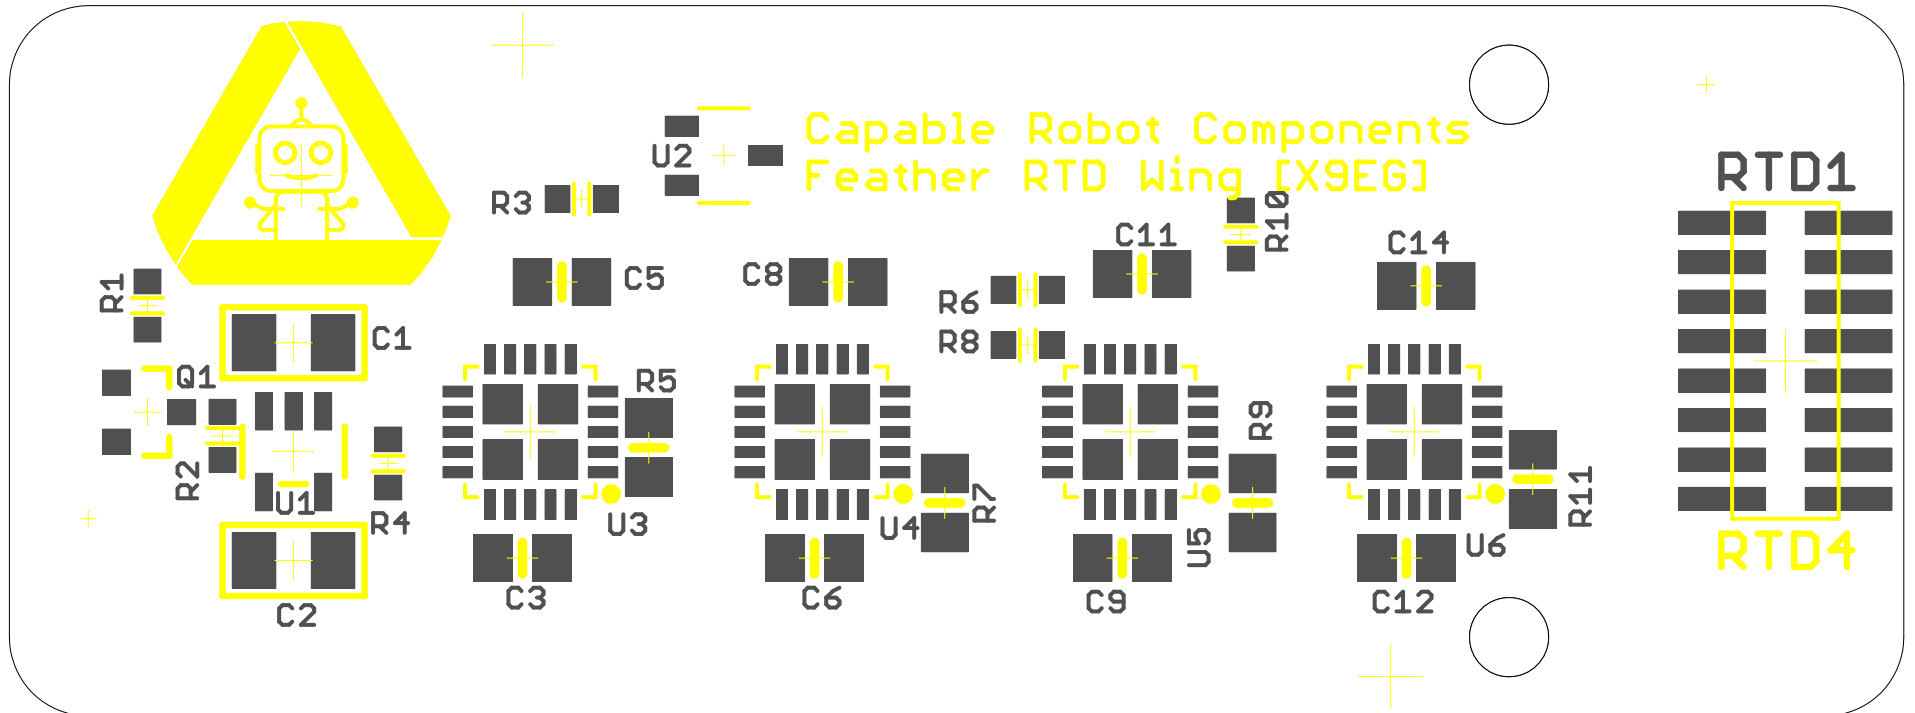 Capable Robot Components
Feather RTD Wing [X9EG]
U2
R3
RTD1
R10
C11
C14
C5
C8
R1
R6
C1
R8
Q1
R5
R9
R2
U1
R4
U3
U4
R7
U5
U6
R11
RTD4
C3
C6
C9
C12
C2